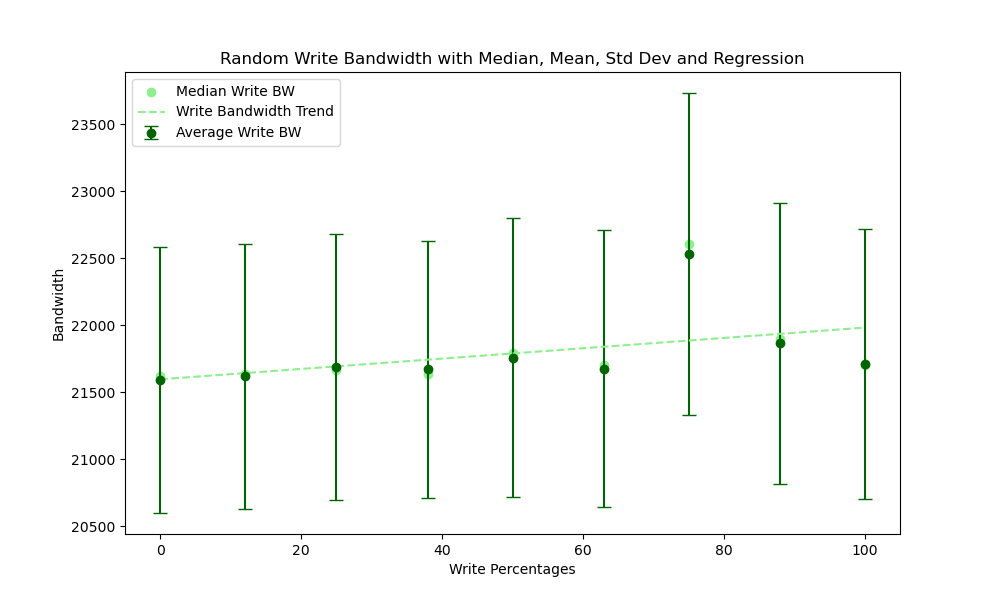 Random Write Bandwidth with Median, Mean, Std Dev and Regression
Median Write BW
Write Bandwidth Trend
Average Write BW
Bandwidth
23500
23000
22500
22000
21500
21000
20500
0 20 40 60 80 100
Write Percentages